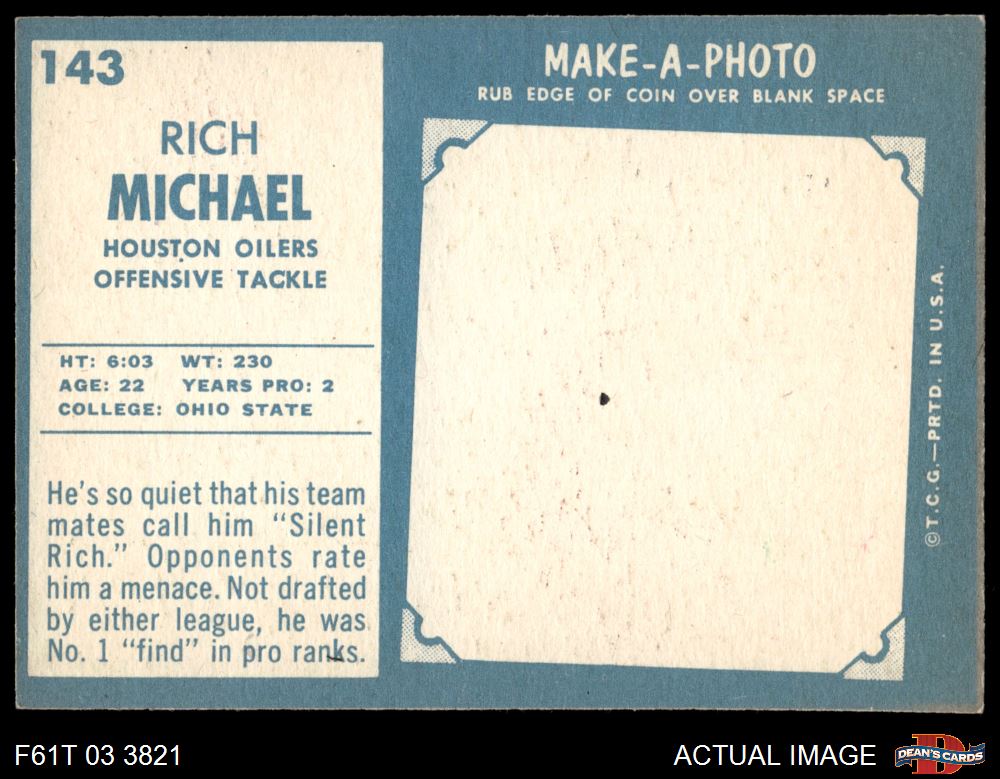 143
RICH
MICHAEL
HOUSTON OILERS
OFFENSIVE TACKLE
HT: 6:03 WT: 230
AGE: 22 YEARS PRO: 2
COLLEGE: OHIO STATE
He's so quiet that his team
mates call him “Silent
Rich.” Opponents rate
him a menace. Not drafted
by either league, he was
No. 1 “find” in pro ranks.
MAKE-A-PHOTO
RUB EDGE OF COIN OVER BLANK SPACE
©T.C.G.—PRTD. IN U.S.A.
F61T 03 3821
ACTUAL IMAGE
DEAN'S CARDS